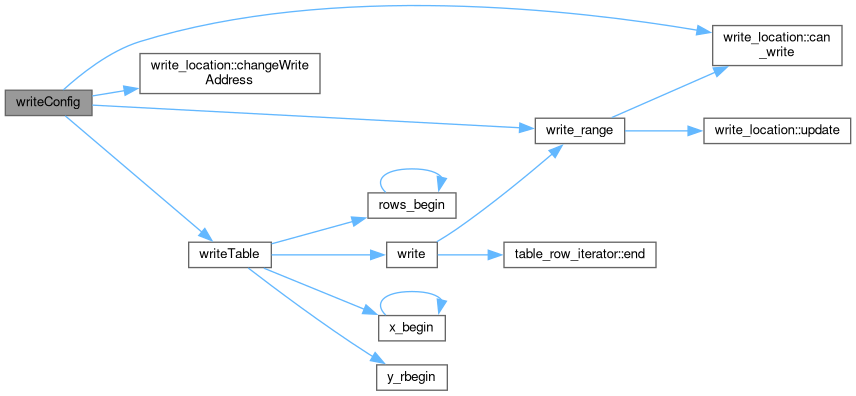 write_location::can
_write
write_location::changeWrite
Address
writeConfig
write_range
write_location::update
rows_begin
writeTable
write
table_row_iterator::end
x_begin
y_rbegin